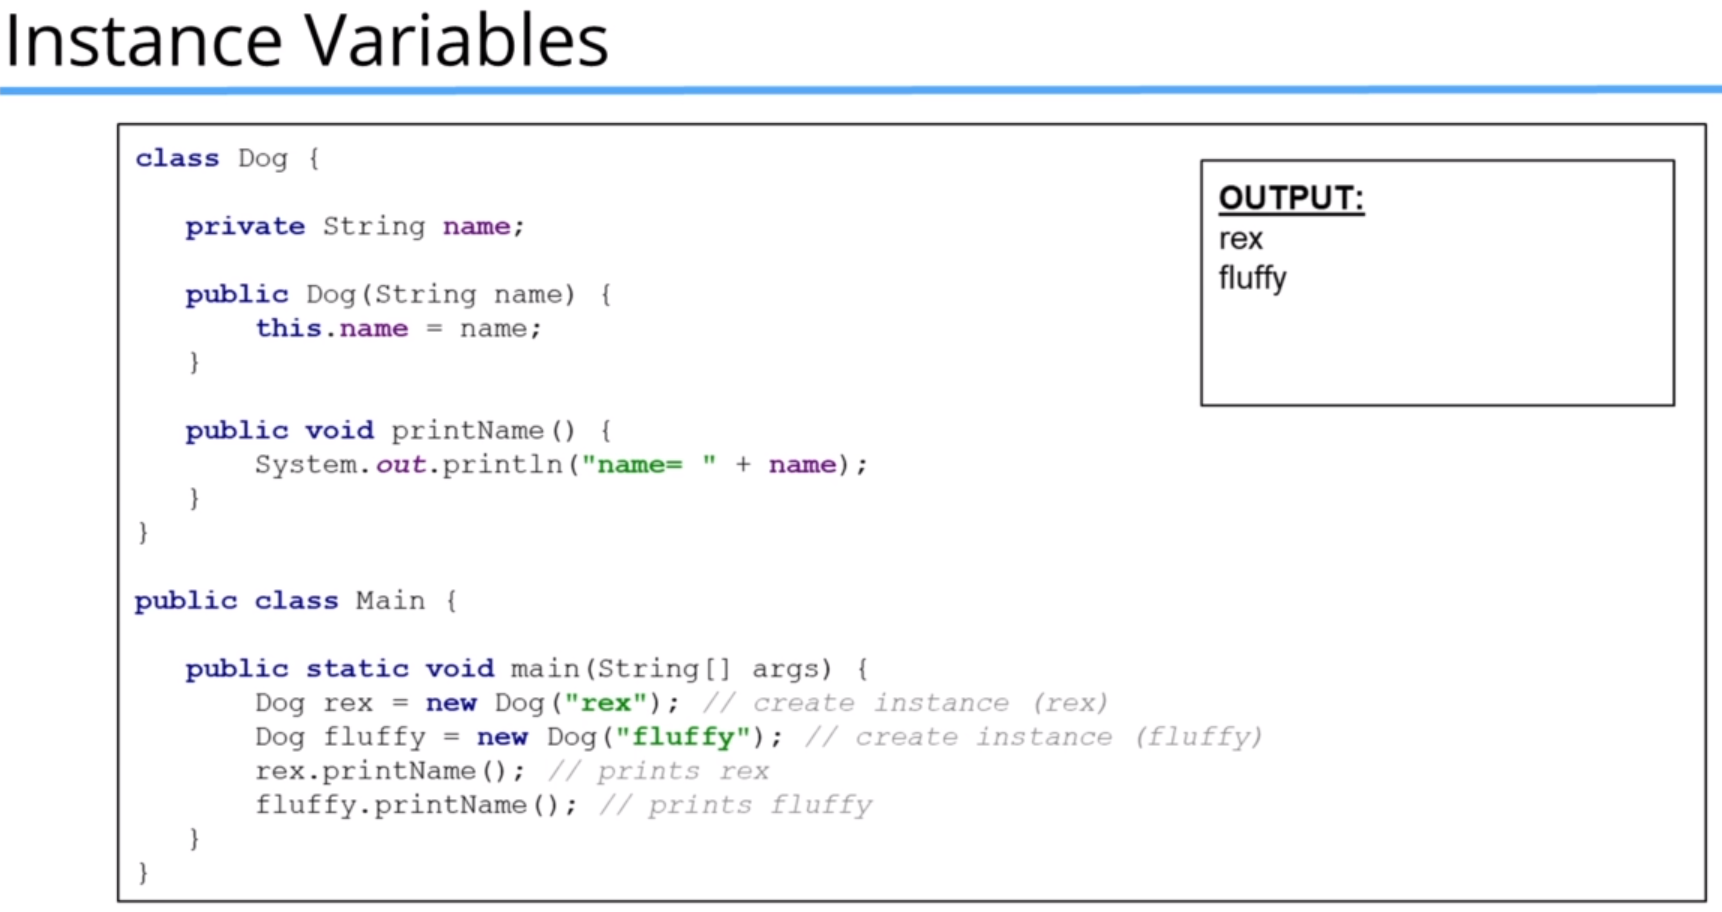 Instance Variables
class Dog {
private String name;
public Dog(String name) {
this.name = name;
}
public void printName() {
System.out.println("name= " + name);
}
}
public class Main {
public static void main(String[] args) {
Dog rex = new Dog("rex"); // create instance (rex)
Dog fluffy = new Dog("fluffy"); // create instance (fluffy)
rex.printName(); // prints rex
fluffy.printName(); // prints fluffy
}
}
OUTPUT:
rex
fluffy